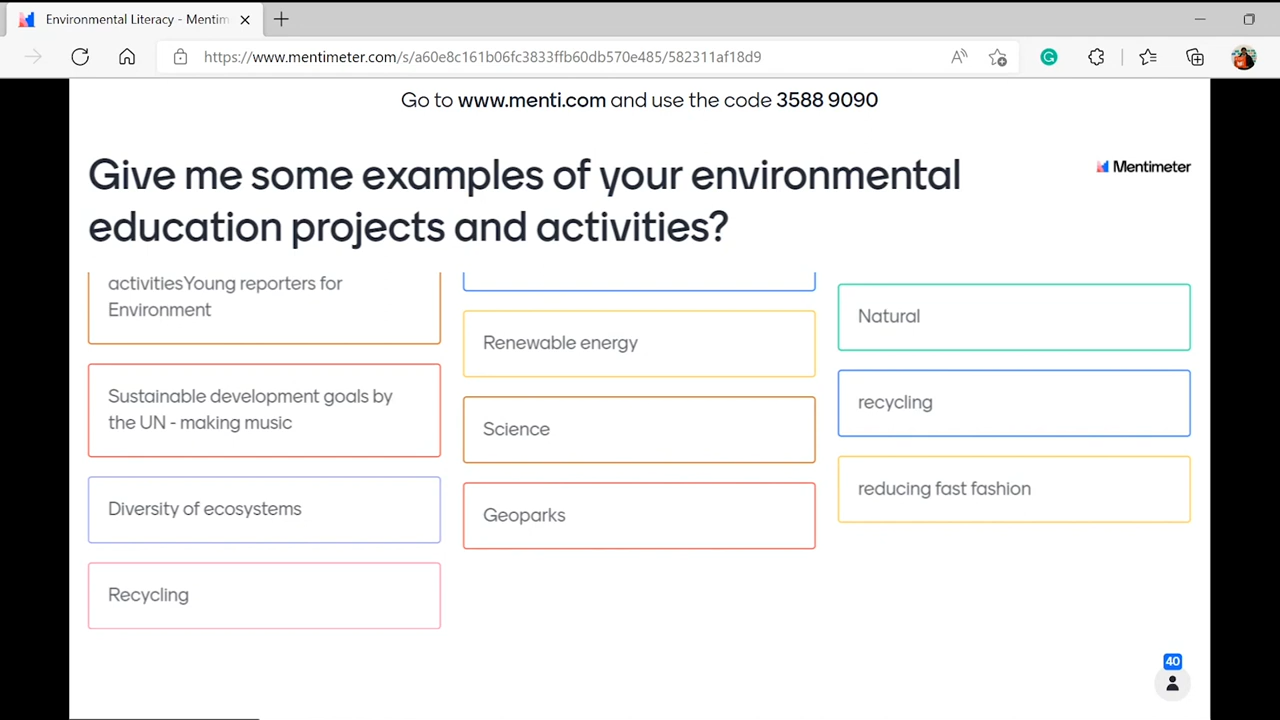 Environmental Literacy - Mentim
https://www.mentimeter.com/s/a60e8c161b06fc3833ffb60db570e485/582311af18d9
Go to www.menti.com and use the code 3588 9090
Give me some examples of your environmental
education projects and activities?
Mentimeter
activitiesYoung reporters for
Environment
Sustainable development goals by
the UN - making music
Diversity of ecosystems
Recycling
Renewable energy
Science
Geoparks
Natural
recycling
reducing fast fashion
40